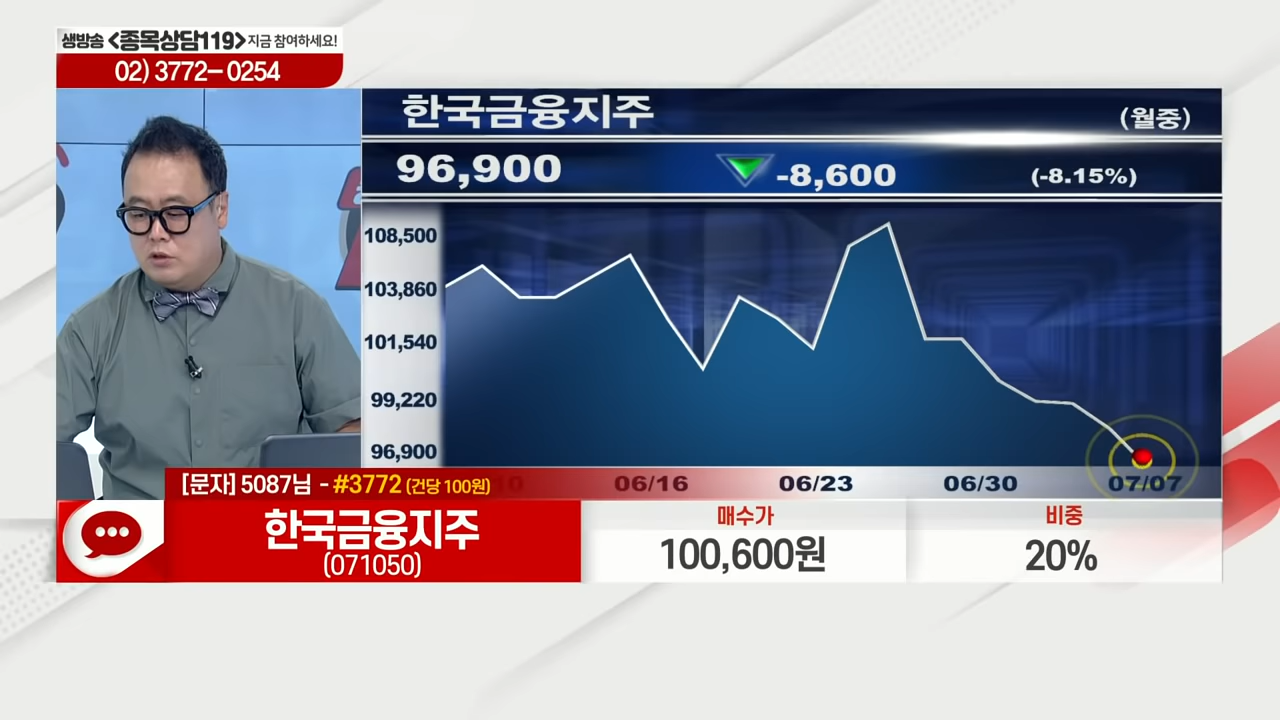 생방송 <종목상담119> 지금 참여하세요!
02) 3772-0254
한국금융지주
(월중)
96,900
-8,600
(-8.15%)
108,500
103,860
101,540
99,220
96,900
06/16
06/23
06/30
07/07
[문자] 5087님 - #3772 (건당 100원)
한국금융지주
(071050)
매수가
100,600원
비중
20%